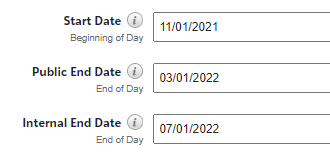 Start Date 11/01/2021
Beginning of Day
Public End Date 03/01/2022
End of Day
Internal End Date 07/01/2022
End of Day